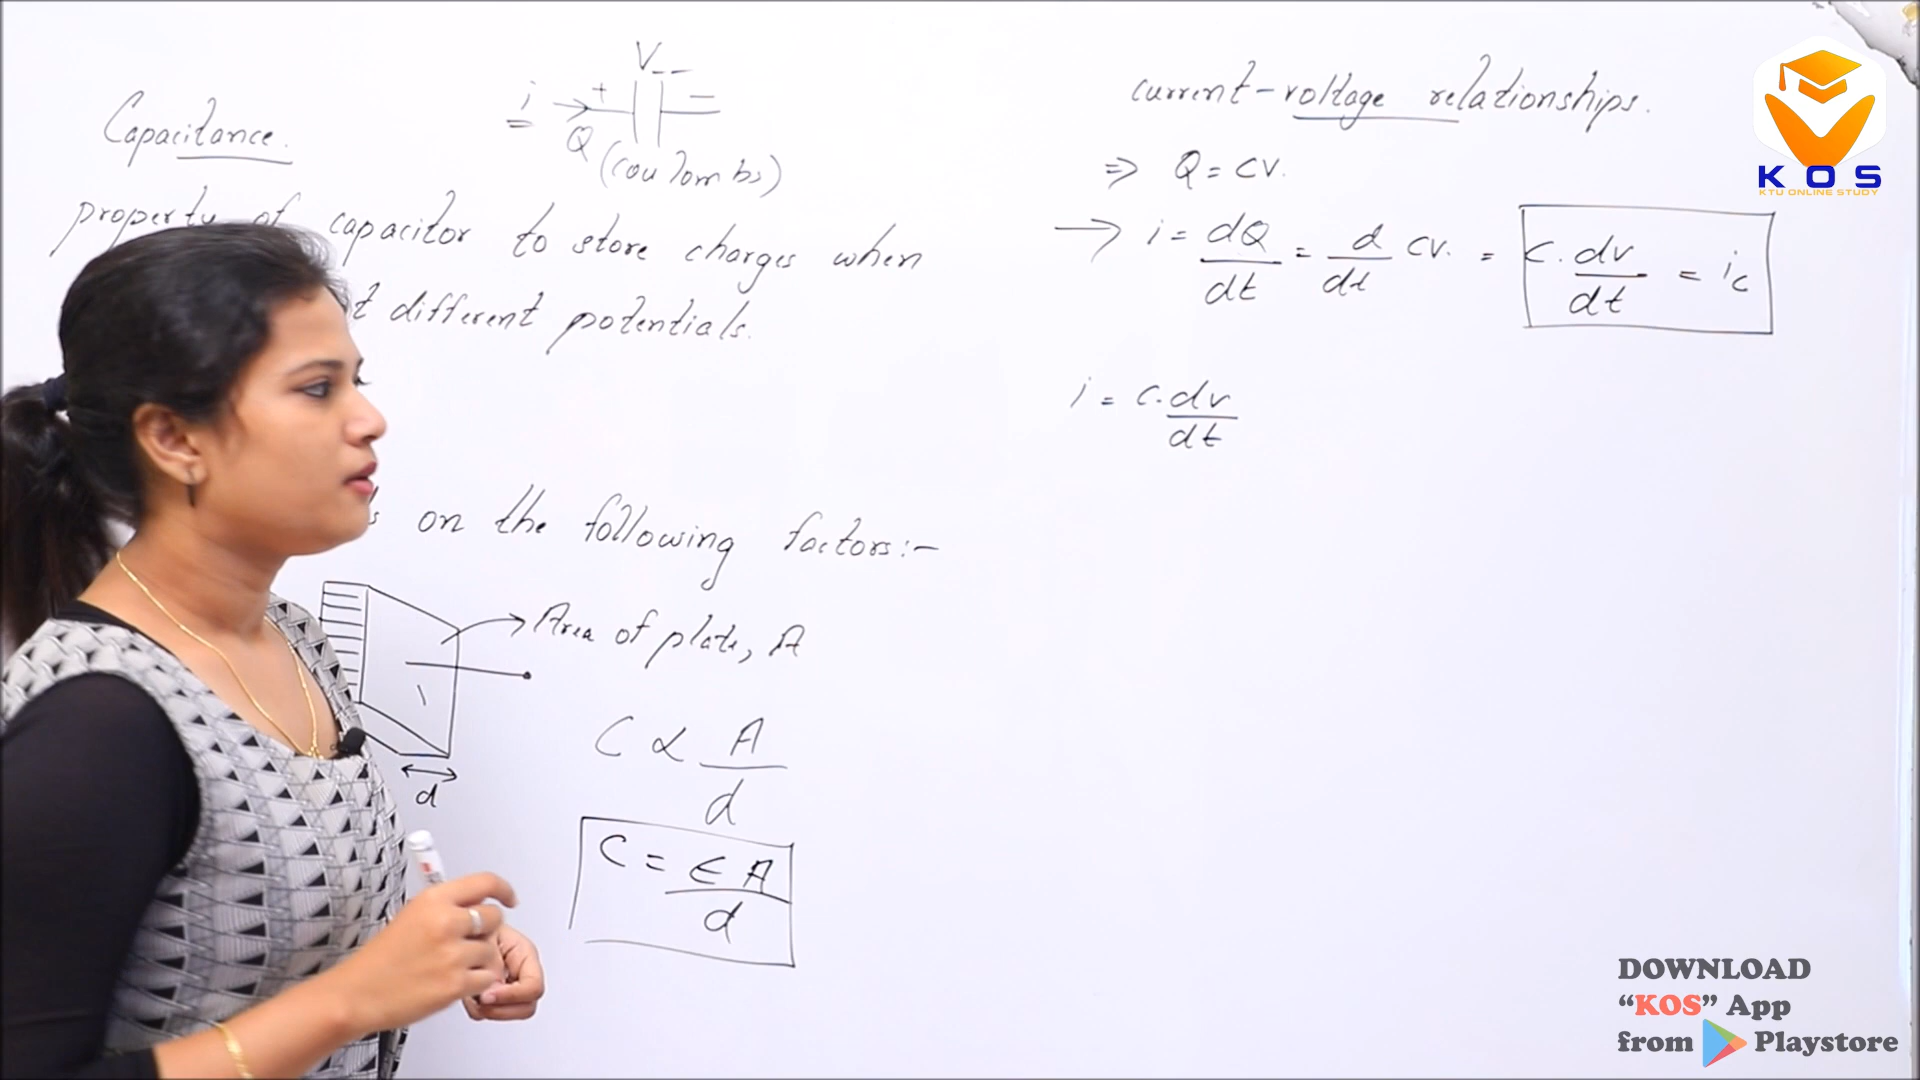 Capacitance.
V
i + -
Q (coulombs)
property of capacitor to store charges when
different potentials.
on the following factors:-
Area of plate, A
d
C ∝ A/d
C = ∈A/d
current-voltage relationships.
⇒ Q = CV.
→ i = dQ/dt = d/dt CV. = C.dv/dt = ic
i = C.dv/dt
KOS
KTU ONLINE STUDY
DOWNLOAD
“KOS” App
from Playstore